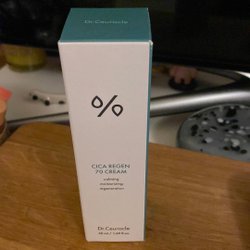 Dr.Ceuracle
CICA REGEN
70 CREAM
calming
moisturizing
regeneration
Dr.Ceuracle